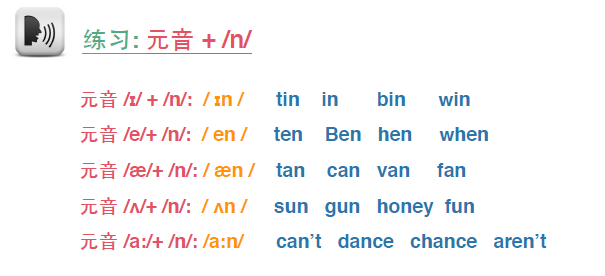 练习: 元音 + /n/
元音 /ɪ/ + /n/: / ɪn / tin in bin win
元音 /e/+ /n/: / en / ten Ben hen when
元音 /æ/+ /n/: / æn / tan can van fan
元音 /ʌ/+ /n/: / ʌn / sun gun honey fun
元音 /a:/+ /n/: /a:n/ can’t dance chance aren’t